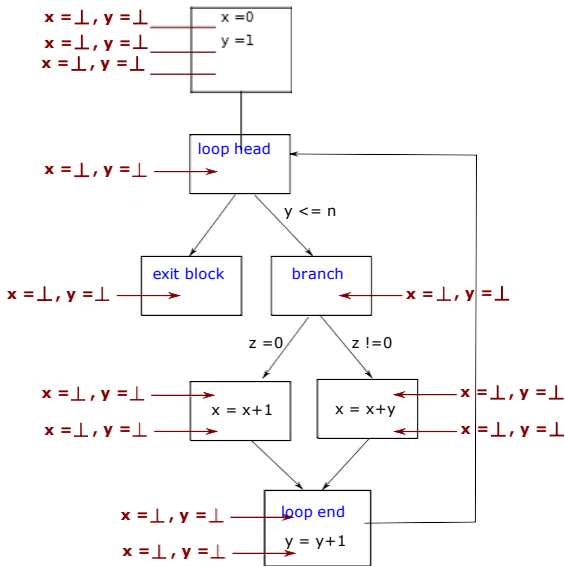 x =⊥, y =⊥ x =0
x =⊥, y =⊥ y =1
x =⊥, y =⊥
loop head
x =⊥, y =⊥
y <= n
exit block
branch
x =⊥, y =⊥
x =⊥, y =⊥
z =0
z !=0
x =⊥, y =⊥
x =⊥, y =⊥
x = x+1
x = x+y
x =⊥, y =⊥
x =⊥, y =⊥
x =⊥, y =⊥
loop end
y = y+1
x =⊥, y =⊥